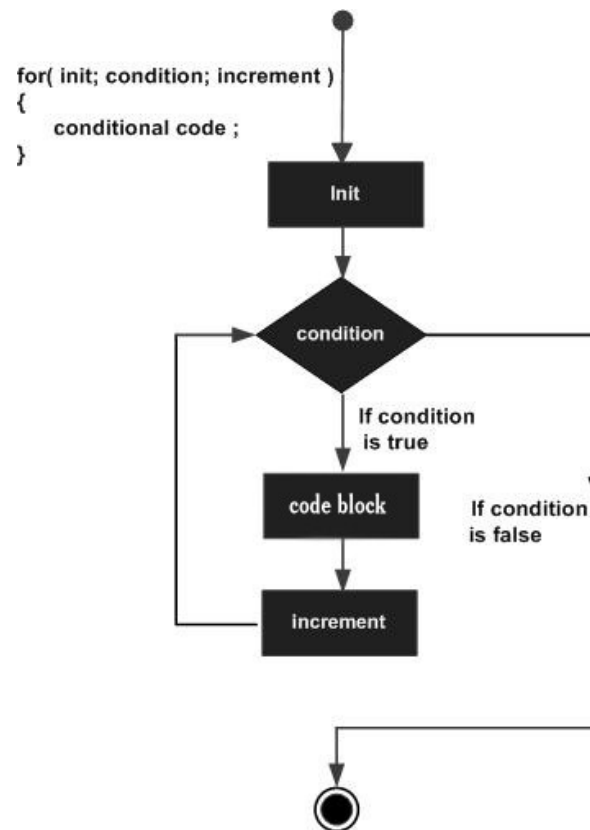 for( init; condition; increment )
{
conditional code ;
}
Init
condition
If condition
is true
code block
If condition
is false
increment